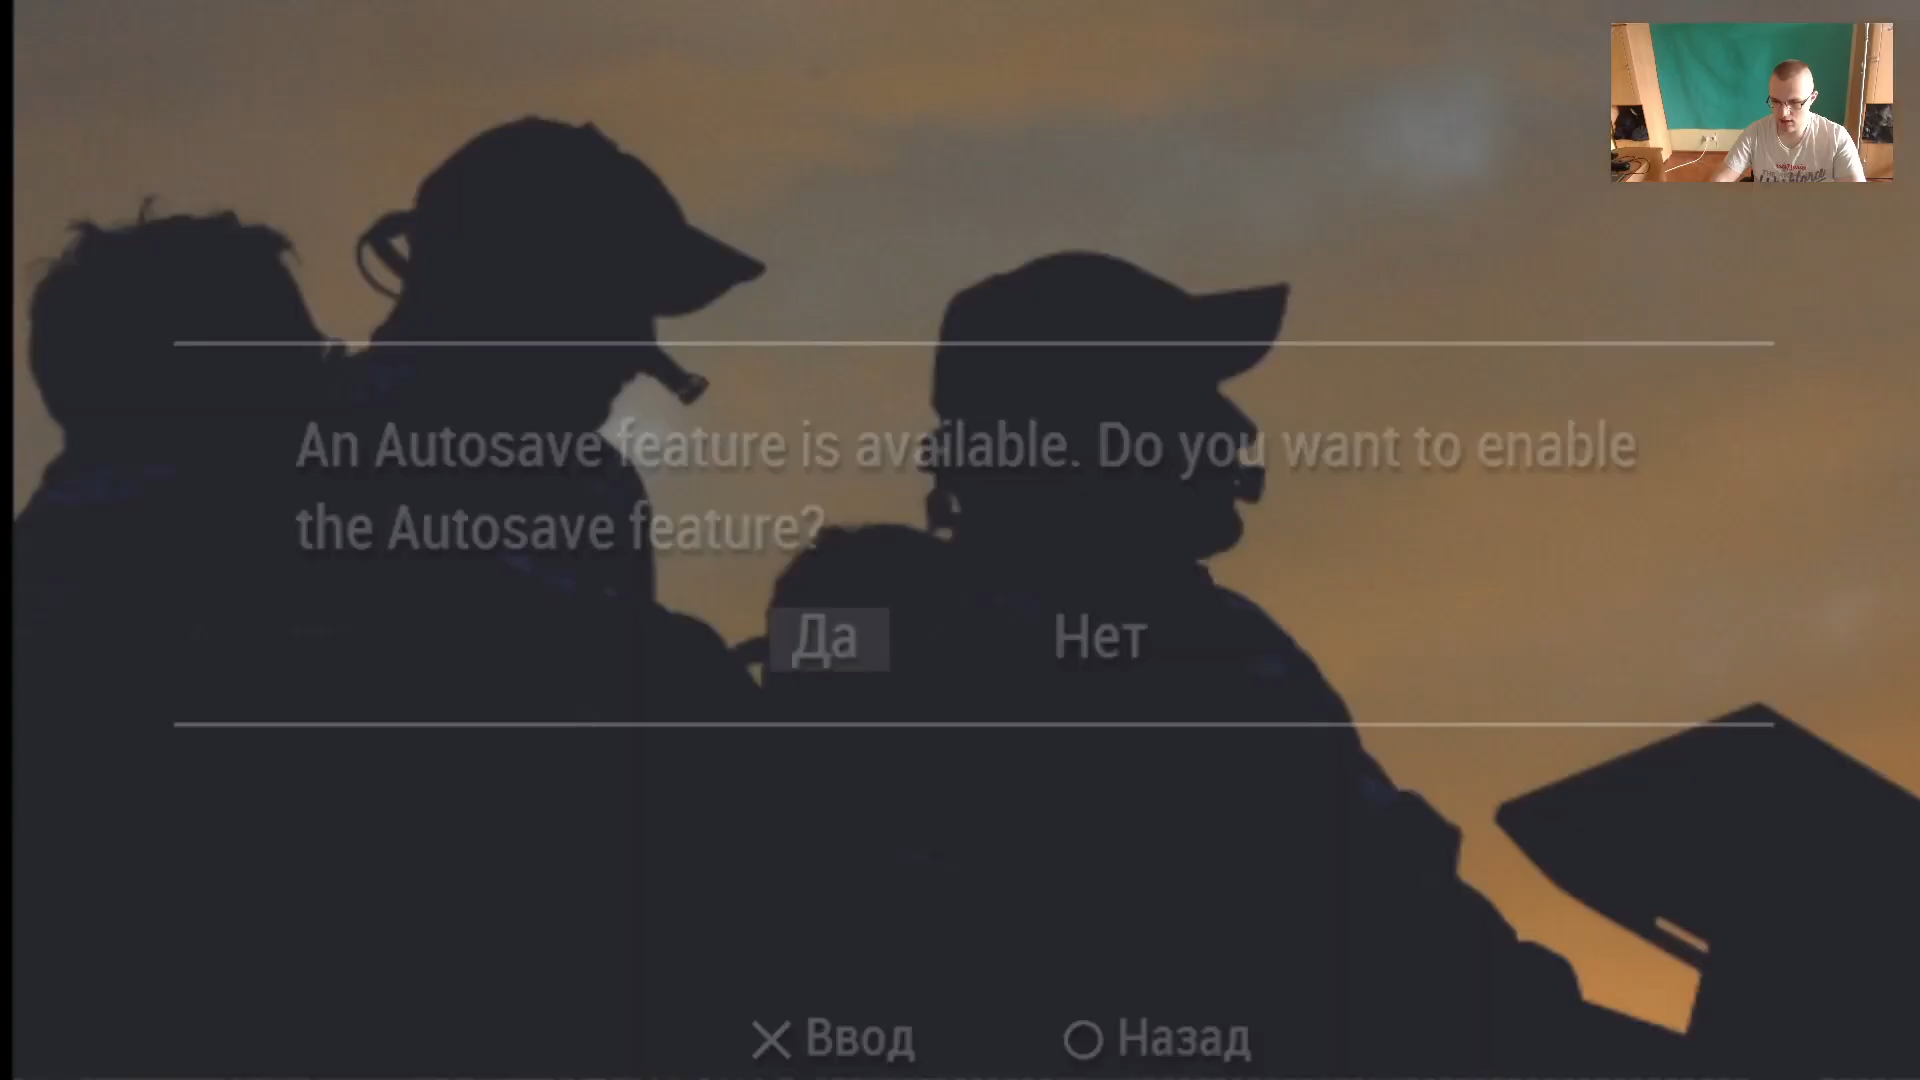 An Autosave feature is available. Do you want to enable
the Autosave feature?
Да Нет
Ввод Назад